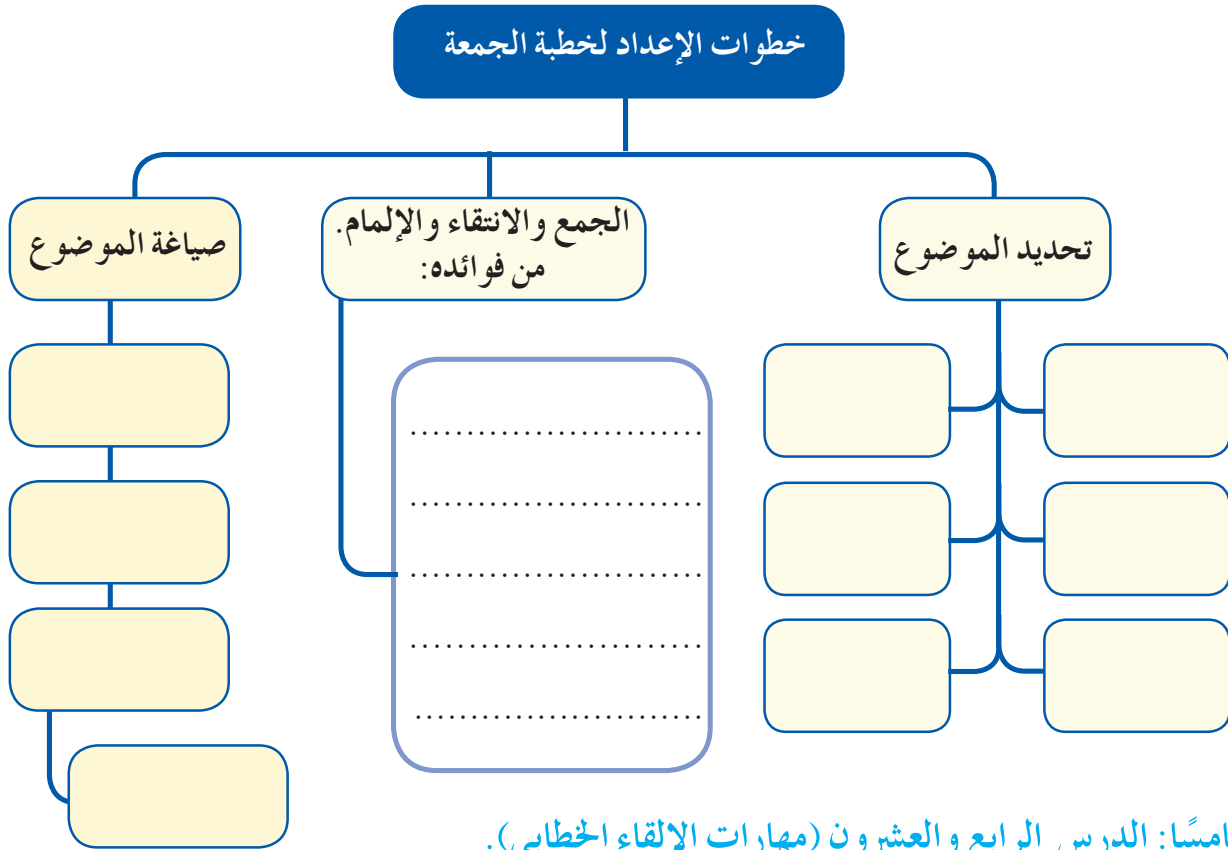 خطوات الإعداد لخطبة الجمعة
تحديد الموضوع
الجمع والانتقاء والإلمام.
من فوائده:
صياغة الموضوع
..........................
..........................
..........................
..........................
..........................
امسًا: الدرس الرابع والعشرون (مهارات الإلقاء الخطابي).